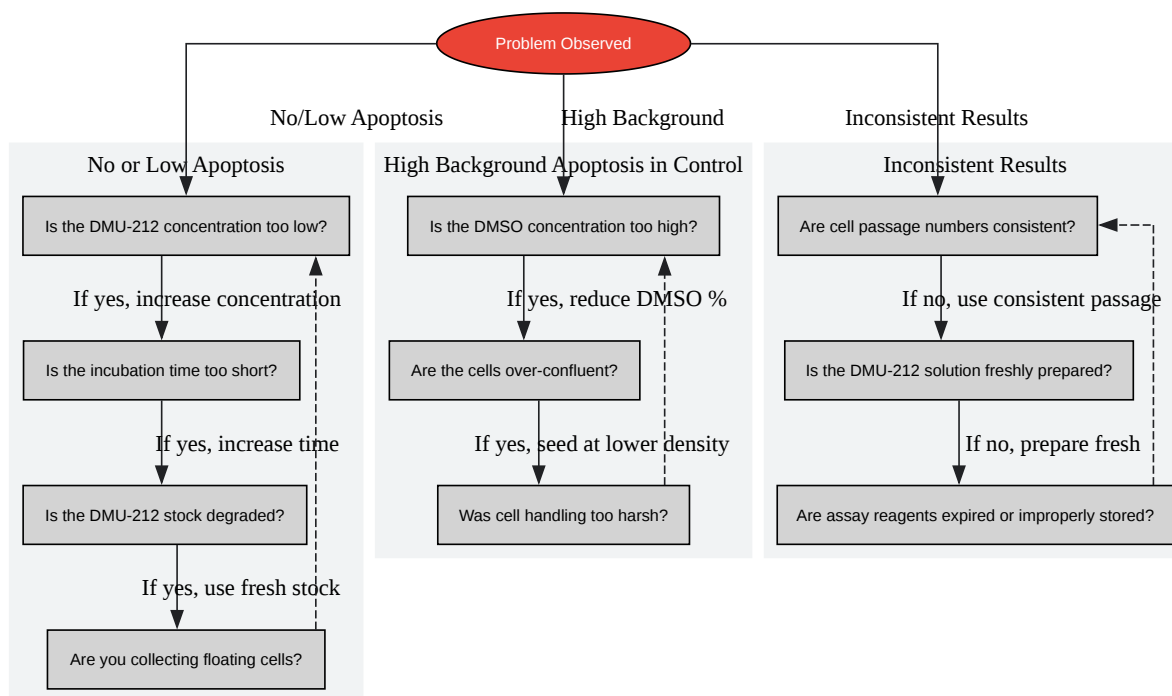 Problem Observed
No/Low Apoptosis
High Background
Inconsistent Results
No or Low Apoptosis
Is the DMU-212 concentration too low?
If yes, increase concentration
Is the incubation time too short?
If yes, increase time
Is the DMU-212 stock degraded?
If yes, use fresh stock
Are you collecting floating cells?
High Background Apoptosis in Control
Is the DMSO concentration too high?
If yes, reduce DMSO %
Are the cells over-confluent?
If yes, seed at lower density
Was cell handling too harsh?
Inconsistent Results
Are cell passage numbers consistent?
If no, use consistent passage
Is the DMU-212 solution freshly prepared?
If no, prepare fresh
Are assay reagents expired or improperly stored?